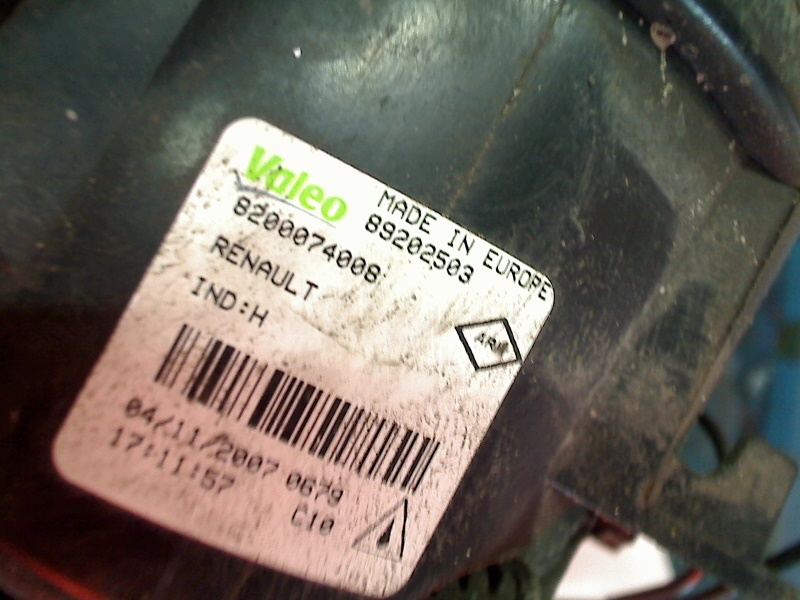 Valeo
MADE IN EUROPE
8200074008 89202503
RENAULT
IND:H
04/11/2007 0679
17:11:57
C10